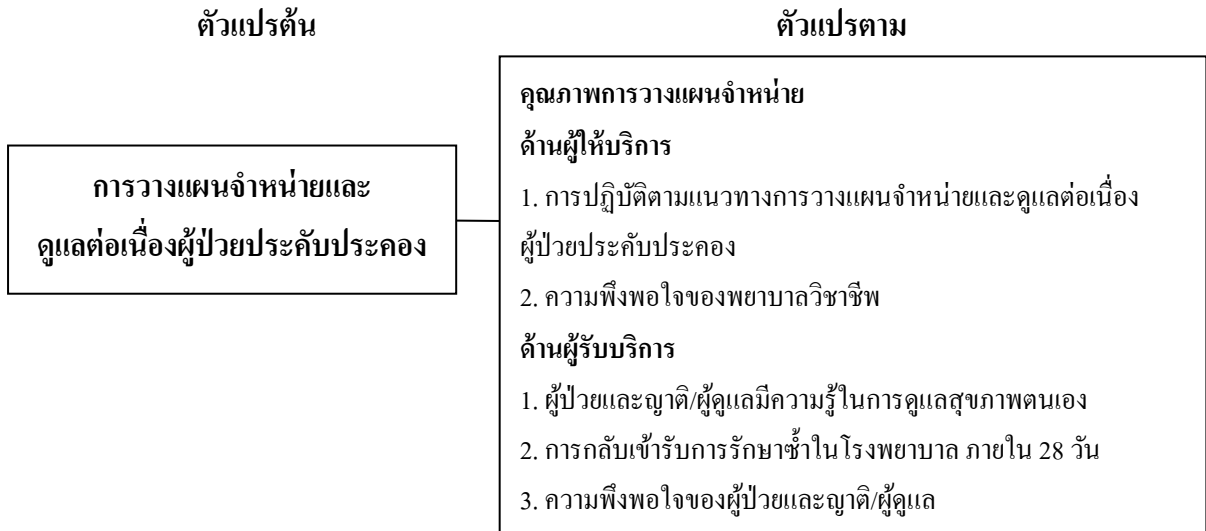 ตัวแปรต้น
ตัวแปรตาม
การวางแผนจำหน่ายและ
ดูแลต่อเนื่องผู้ป่วยประคับประคอง
คุณภาพการวางแผนจำหน่าย
ด้านผู้ให้บริการ
1. การปฏิบัติตามแนวทางการวางแผนจำหน่ายและดูแลต่อเนื่อง
ผู้ป่วยประคับประคอง
2. ความพึงพอใจของพยาบาลวิชาชีพ
ด้านผู้รับบริการ
1. ผู้ป่วยและญาติ/ผู้ดูแลมีความรู้ในการดูแลสุขภาพตนเอง
2. การกลับเข้ารับการรักษาซ้ำในโรงพยาบาล ภายใน 28 วัน
3. ความพึงพอใจของผู้ป่วยและญาติ/ผู้ดูแล